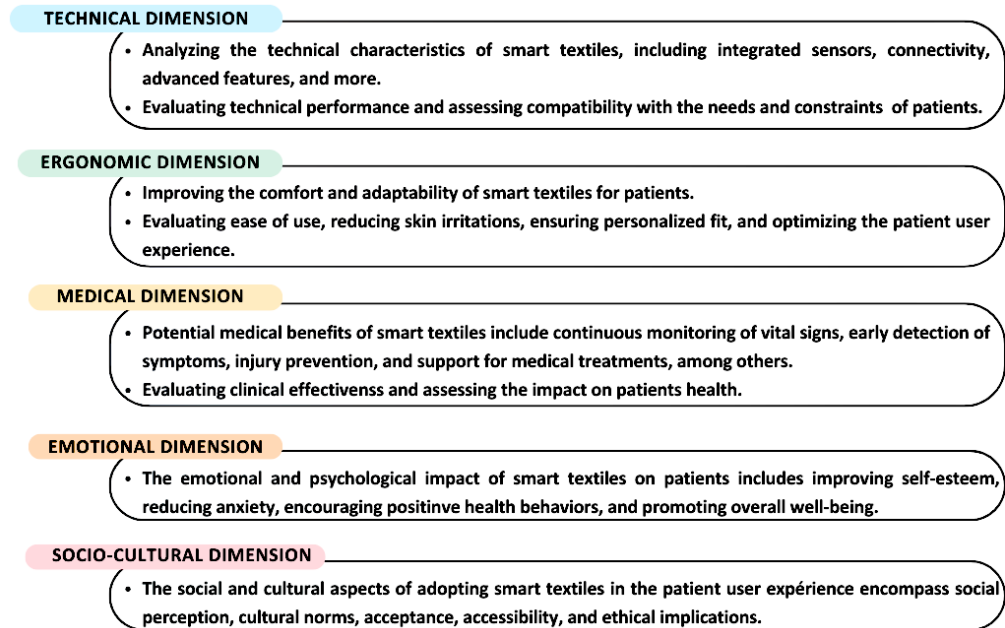 TECHNICAL DIMENSION
• Analyzing the technical characteristics of smart textiles, including integrated sensors, connectivity,
advanced features, and more.
• Evaluating technical performance and assessing compatibility with the needs and constraints of patients.
ERGONOMIC DIMENSION
• Improving the comfort and adaptability of smart textiles for patients.
• Evaluating ease of use, reducing skin irritations, ensuring personalized fit, and optimizing the patient user
experience.
MEDICAL DIMENSION
• Potential medical benefits of smart textiles include continuous monitoring of vital signs, early detection of
symptoms, injury prevention, and support for medical treatments, among others.
• Evaluating clinical effectivenss and assessing the impact on patients health.
EMOTIONAL DIMENSION
• The emotional and psychological impact of smart textiles on patients includes improving self-esteem,
reducing anxiety, encouraging positinve health behaviors, and promoting overall well-being.
SOCIO-CULTURAL DIMENSION
• The social and cultural aspects of adopting smart textiles in the patient user expérience encompass social
perception, cultural norms, acceptance, accessibility, and ethical implications.